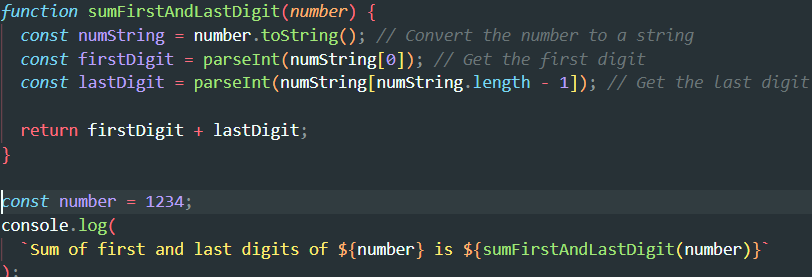 function sumFirstAndLastDigit(number) {
  const numString = number.toString(); // Convert the number to a string
  const firstDigit = parseInt(numString[0]); // Get the first digit
  const lastDigit = parseInt(numString[numString.length - 1]); // Get the last digit

  return firstDigit + lastDigit;
}

const number = 1234;
console.log(
  `Sum of first and last digits of ${number} is ${sumFirstAndLastDigit(number)}`
);